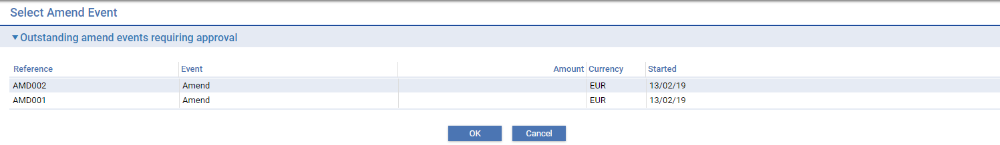 Select Amend Event
Outstanding amend events requiring approval
Reference Event Amount Currency Started
AMD002 Amend EUR 13/02/19
AMD001 Amend EUR 13/02/19
OK Cancel